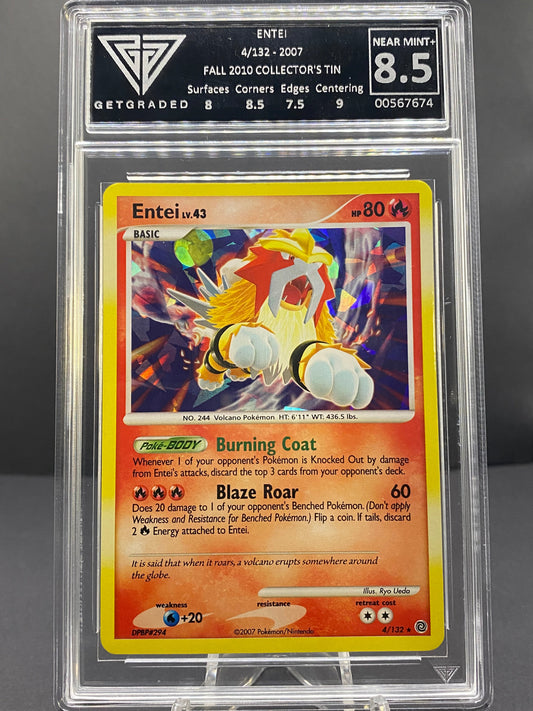 ENTEI
4/132 - 2007
FALL 2010 COLLECTOR'S TIN
Surfaces Corners Edges Centering
8 8.5 7.5 9
GETGRADED
NEAR MINT+
8.5
00567674
Entei LV.43
HP 80
BASIC
NO. 244 Volcano Pokémon HT: 6'11" WT: 436.5 lbs.
Poké-BODY Burning Coat
Whenever 1 of your opponent's Pokémon is Knocked Out by damage
from Entei's attacks, discard the top 3 cards from your opponent's deck.
Blaze Roar 60
Does 20 damage to 1 of your opponent's Benched Pokémon. (Don't apply
Weakness and Resistance for Benched Pokémon.) Flip a coin. If tails, discard
2 Energy attached to Entei.
It is said that when it roars, a volcano erupts somewhere around
the globe.
Illus. Ryo Ueda
weakness resistance retreat cost
+20
DPBP#294 ©2007 Pokémon/Nintendo 4/132 ★